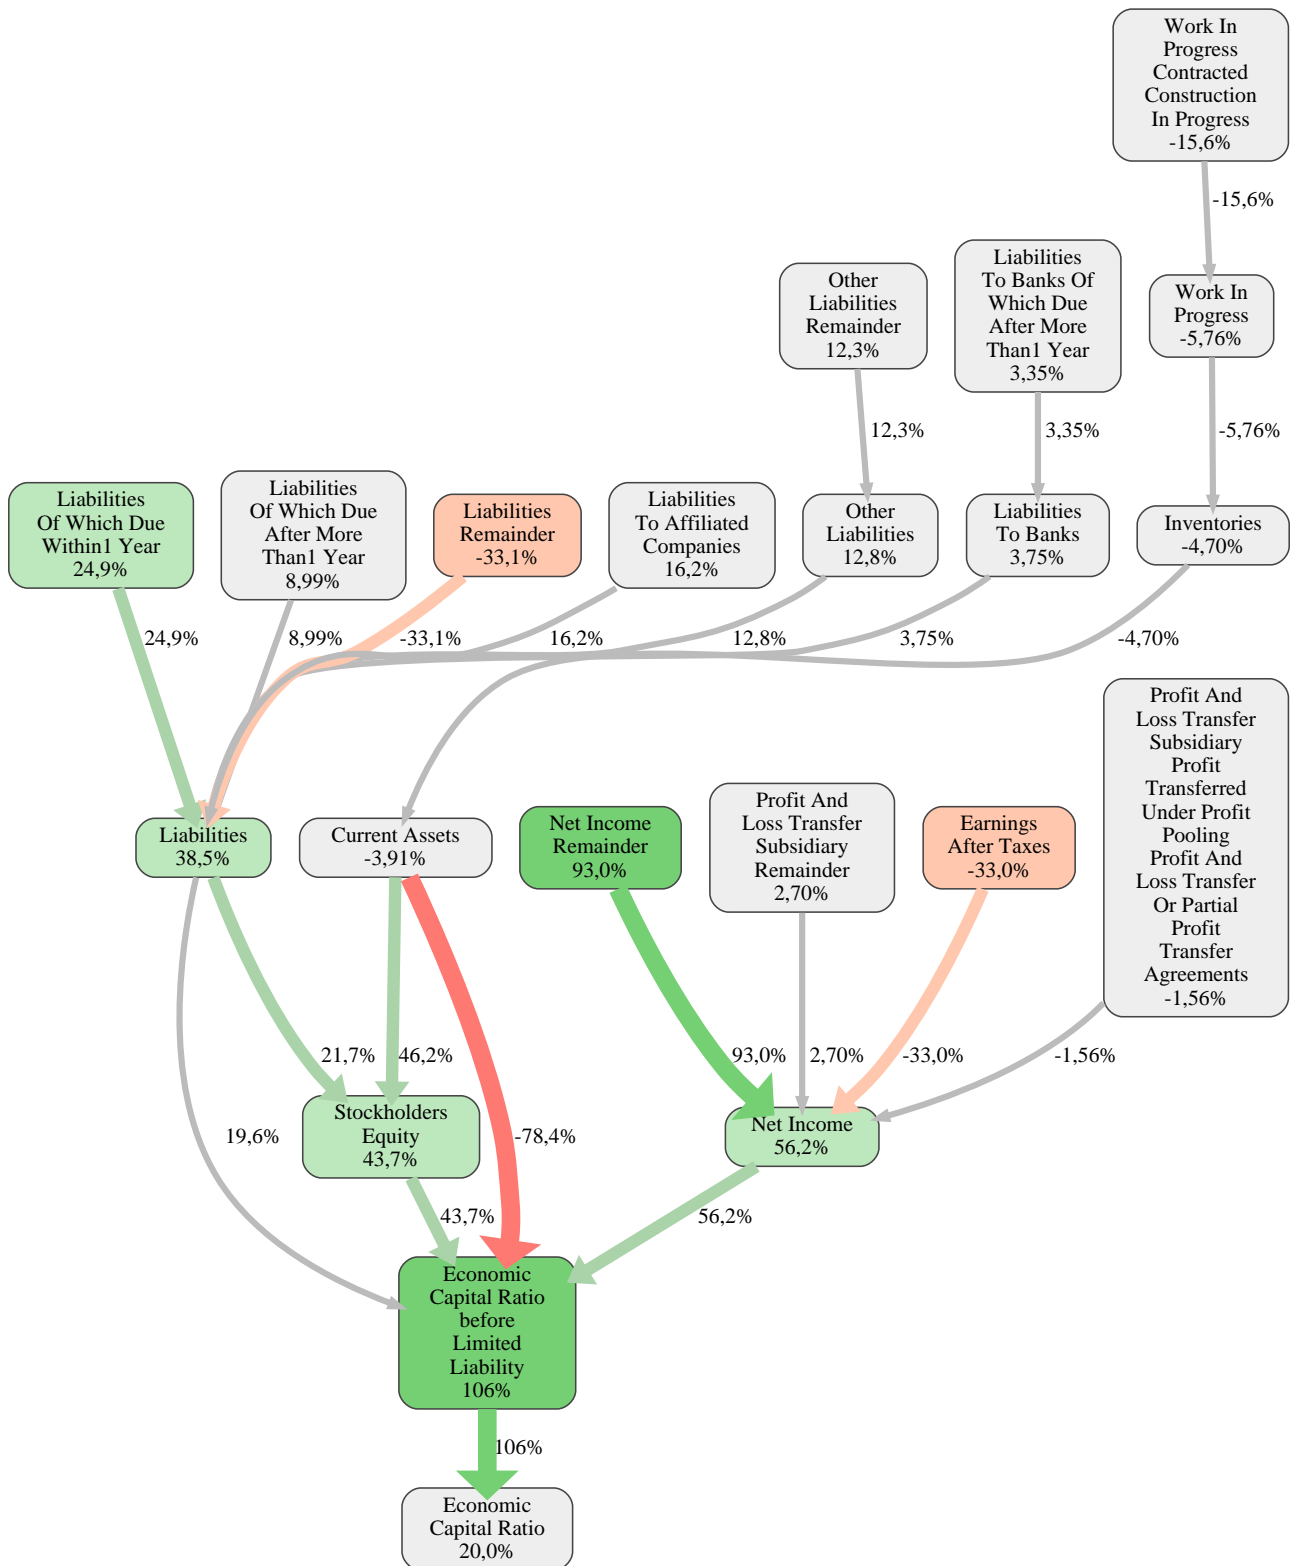 Work In
Progress
Contracted
Construction
In Progress
-15,6%
-15,6%
Other
Liabilities
Remainder
12,3%
Liabilities
To Banks Of
Which Due
After More
Than1 Year
3,35%
Work In
Progress
-5,76%
12,3%
3,35%
-5,76%
Liabilities
Of Which Due
Within1 Year
24,9%
Liabilities
Of Which Due
After More
Than1 Year
8,99%
Liabilities
Remainder
-33,1%
Liabilities
To Affiliated
Companies
16,2%
Other
Liabilities
12,8%
Liabilities
To Banks
3,75%
Inventories
-4,70%
24,9%
8,99%
-33,1%
16,2%
12,8%
3,75%
-4,70%
Liabilities
38,5%
Current Assets
-3,91%
Net Income
Remainder
93,0%
Profit And
Loss Transfer
Subsidiary
Remainder
2,70%
Earnings
After Taxes
-33,0%
Profit And
Loss Transfer
Subsidiary
Profit
Transferred
Under Profit
Pooling
Profit And
Loss Transfer
Or Partial
Profit
Transfer
Agreements
-1,56%
21,7%
46,2%
93,0%
2,70%
-33,0%
-1,56%
19,6%
Stockholders
Equity
43,7%
-78,4%
Net Income
56,2%
43,7%
56,2%
Economic
Capital Ratio
before
Limited
Liability
106%
106%
Economic
Capital Ratio
20,0%